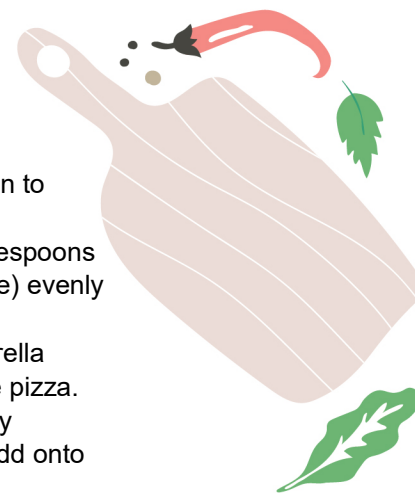 n to
espoons
e) evenly
rella
e pizza.
y
dd onto